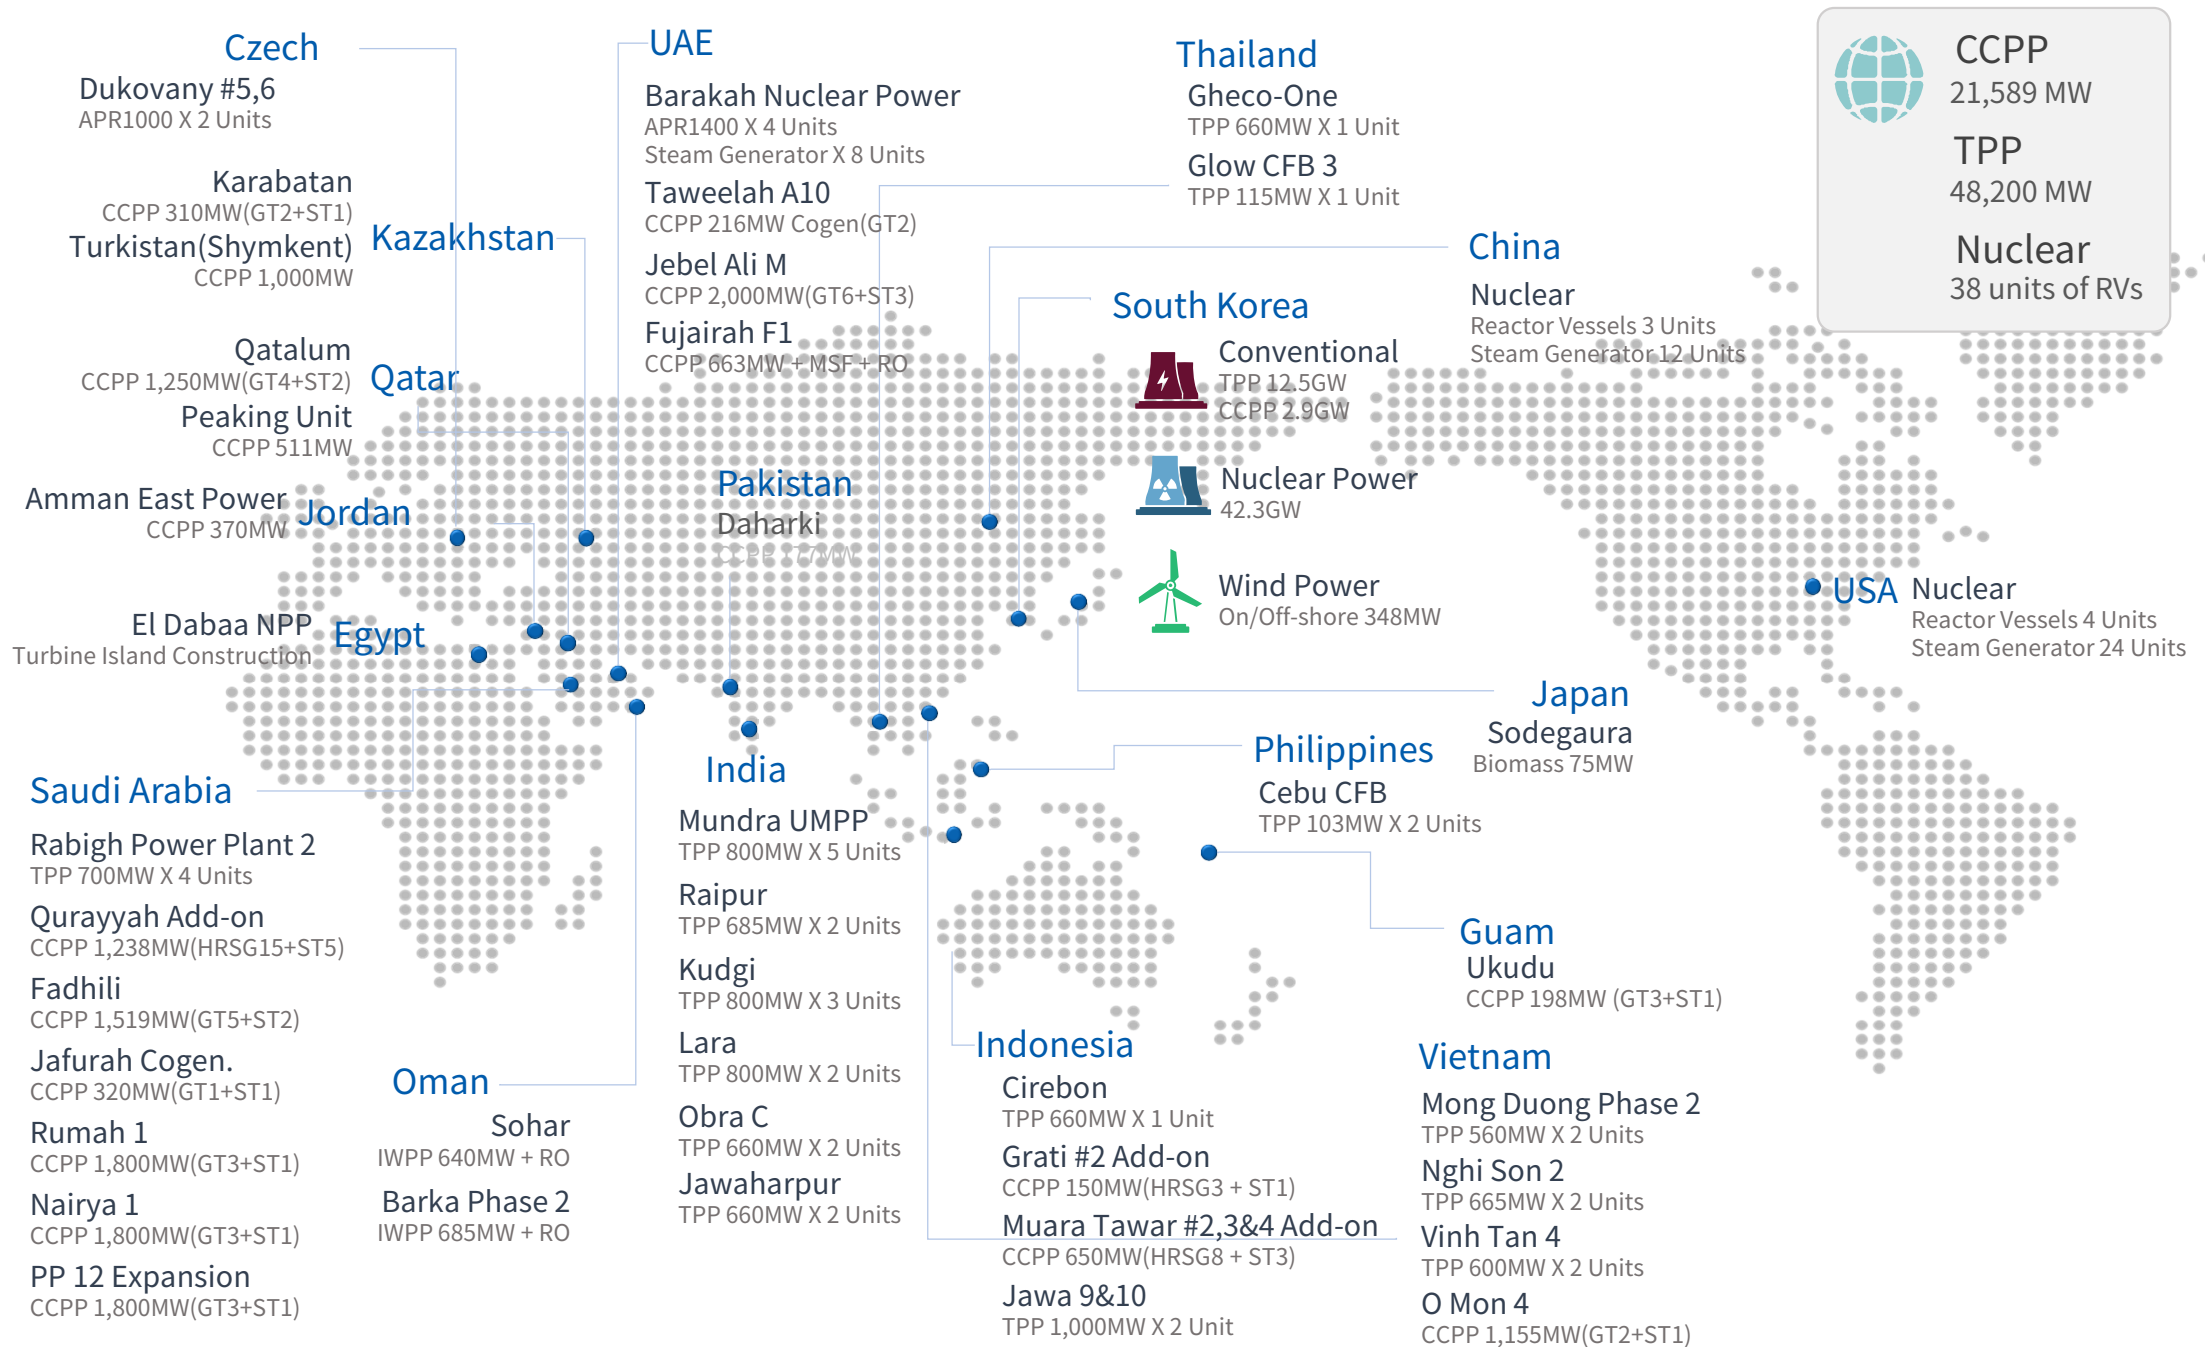 Czech
Dukovany #5,6
APR1000 X 2 Units
Karabatan
CCPP 310MW(GT2+ST1)
Turkistan(Shymkent)
CCPP 1,000MW
Kazakhstan
Qatalum
CCPP 1,250MW(GT4+ST2)
Peaking Unit
CCPP 511MW
Qatar
Amman East Power
CCPP 370MW
Jordan
El Dabaa NPP
Turbine Island Construction
Egypt
Saudi Arabia
Rabigh Power Plant 2
TPP 700MW X 4 Units
Qurayyah Add-on
CCPP 1,238MW(HRSG15+ST5)
Fadhili
CCPP 1,519MW(GT5+ST2)
Jafurah Cogen.
CCPP 320MW(GT1+ST1)
Rumah 1
CCPP 1,800MW(GT3+ST1)
Nairya 1
CCPP 1,800MW(GT3+ST1)
PP 12 Expansion
CCPP 1,800MW(GT3+ST1)
Oman
Sohar
IWPP 640MW + RO
Barka Phase 2
IWPP 685MW + RO
UAE
Barakah Nuclear Power
APR1400 X 4 Units
Steam Generator X 8 Units
Taweelah A10
CCPP 216MW Cogen(GT2)
Jebel Ali M
CCPP 2,000MW(GT6+ST3)
Fujairah F1
CCPP 663MW + MSF + RO
Pakistan
Daharki
CCPP 177MW
India
Mundra UMPP
TPP 800MW X 5 Units
Raipur
TPP 685MW X 2 Units
Kudgi
TPP 800MW X 3 Units
Lara
TPP 800MW X 2 Units
Obra C
TPP 660MW X 2 Units
Jawaharpur
TPP 660MW X 2 Units
Thailand
Gheco-One
TPP 660MW X 1 Unit
Glow CFB 3
TPP 115MW X 1 Unit
South Korea
Conventional
TPP 12.5GW
CCPP 2.9GW
Nuclear Power
42.3GW
Wind Power
On/Off-shore 348MW
China
Nuclear
Reactor Vessels 3 Units
Steam Generator 12 Units
CCPP
21,589 MW
TPP
48,200 MW
Nuclear
38 units of RVs
USA
Nuclear
Reactor Vessels 4 Units
Steam Generator 24 Units
Japan
Sodegaura
Biomass 75MW
Philippines
Cebu CFB
TPP 103MW X 2 Units
Guam
Ukudu
CCPP 198MW (GT3+ST1)
Indonesia
Cirebon
TPP 660MW X 1 Unit
Grati #2 Add-on
CCPP 150MW(HRSG3 + ST1)
Muara Tawar #2,3&4 Add-on
CCPP 650MW(HRSG8 + ST3)
Jawa 9&10
TPP 1,000MW X 2 Unit
Vietnam
Mong Duong Phase 2
TPP 560MW X 2 Units
Nghi Son 2
TPP 665MW X 2 Units
Vinh Tan 4
TPP 600MW X 2 Units
O Mon 4
CCPP 1,155MW(GT2+ST1)